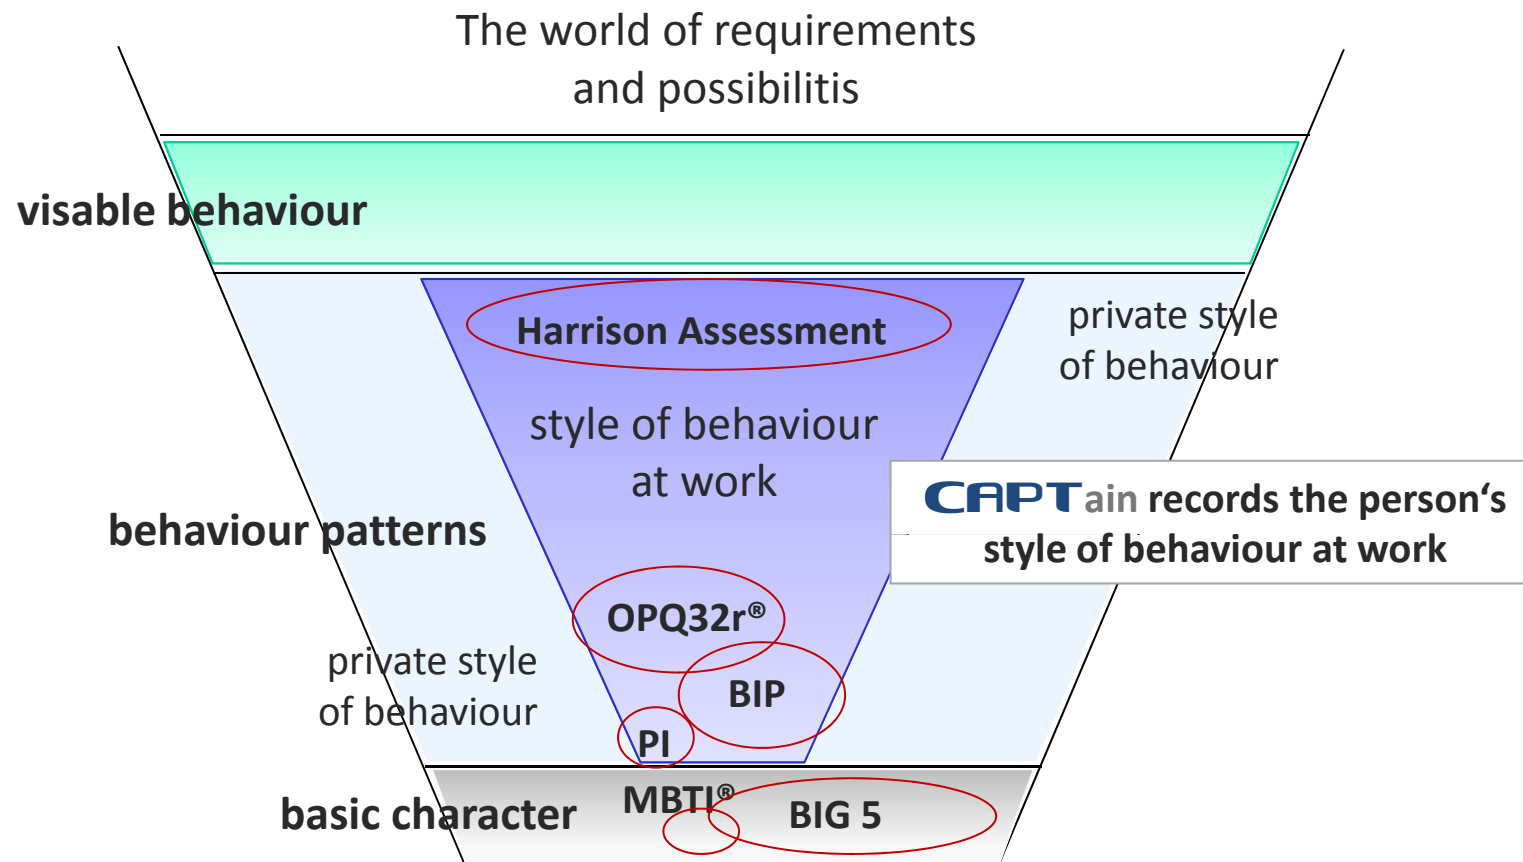 The world of requirements
and possibilitis
visable behaviour
Harrison Assessment
private style
of behaviour
style of behaviour
at work
CAPTain records the person‘s
style of behaviour at work
behaviour patterns
OPQ32r®
private style
of behaviour
BIP
PI
basic character
MBTI®
BIG 5